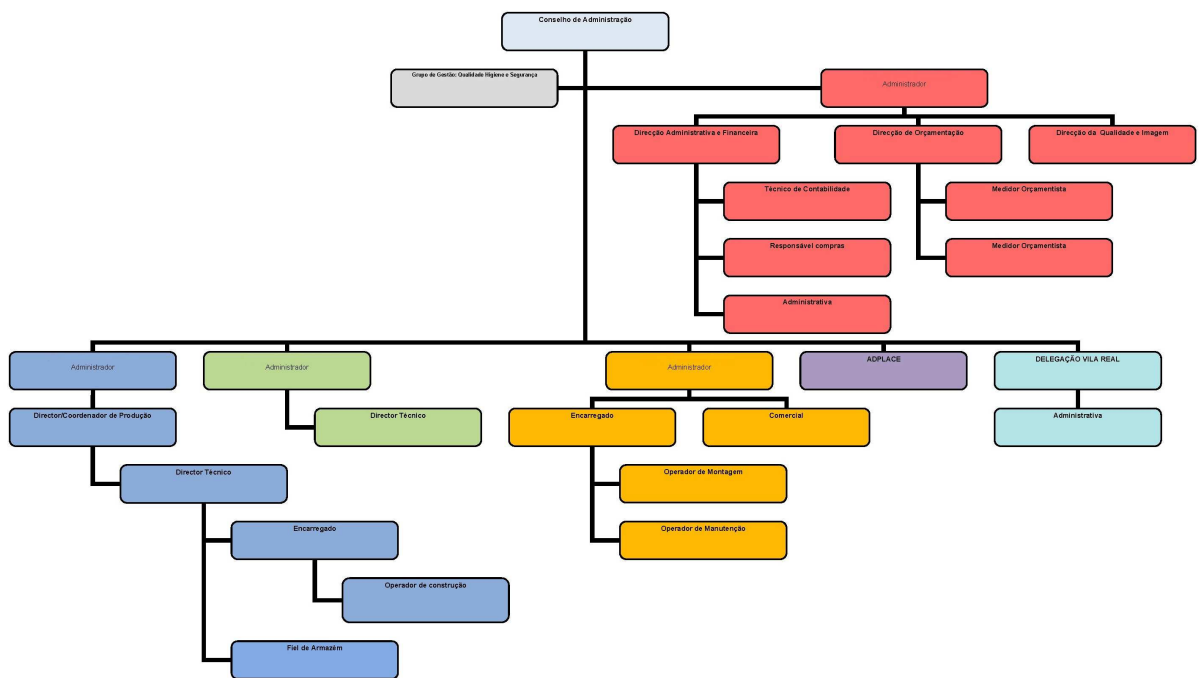 Conselho de Administração
Grupo de Gestão: Qualidade Higiene e Segurança
Administrador
Direcção Administrativa e Financeira
Direcção de Orçamentação
Direcção da Qualidade e Imagem
Técnico de Contabilidade
Medidor Orçamentista
Responsável compras
Medidor Orçamentista
Administrativa
Administrador
Administrador
Administrador
ADPLACE
DELEGAÇÃO VILA REAL
Director/Coordenador de Produção
Director Técnico
Encarregado
Comercial
Administrativa
Director Técnico
Operador de Montagem
Encarregado
Operador de Manutenção
Operador de construção
Fiel de Armazém